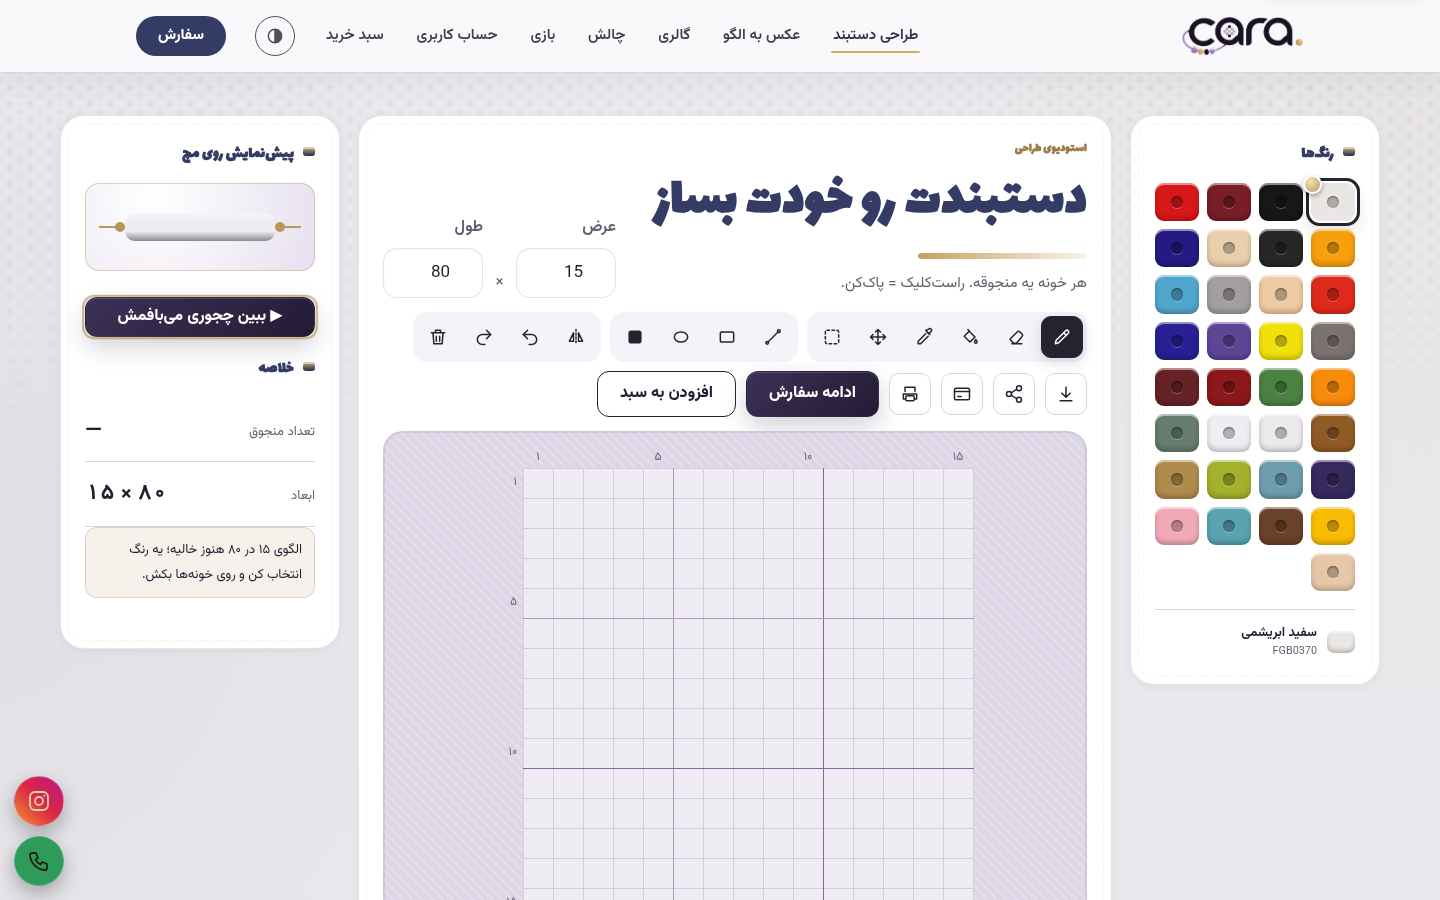 cara.
طراحی دستبند
عکس به الگو
گالری
چالش
بازی
حساب کاربری
سبد خرید
سفارش
رنگ‌ها
سفید ابریشمی
FGB0370
استودیوی طراحی
دستبندت رو خودت بساز
هر خونه یه منجوقه. راست‌کلیک = پاک‌کن.
عرض
15
×
طول
80
ادامه سفارش
افزودن به سبد
۱ ۵ ۱۰ ۱۵
۱
۵
۱۰
پیش‌نمایش روی مچ
▶ ببین چجوری می‌بافمش
خلاصه
تعداد منجوق
—
ابعاد
۱۵ × ۸۰
الگوی ۱۵ در ۸۰ هنوز خالیه؛ یه رنگ
انتخاب کن و روی خونه‌ها بکش.